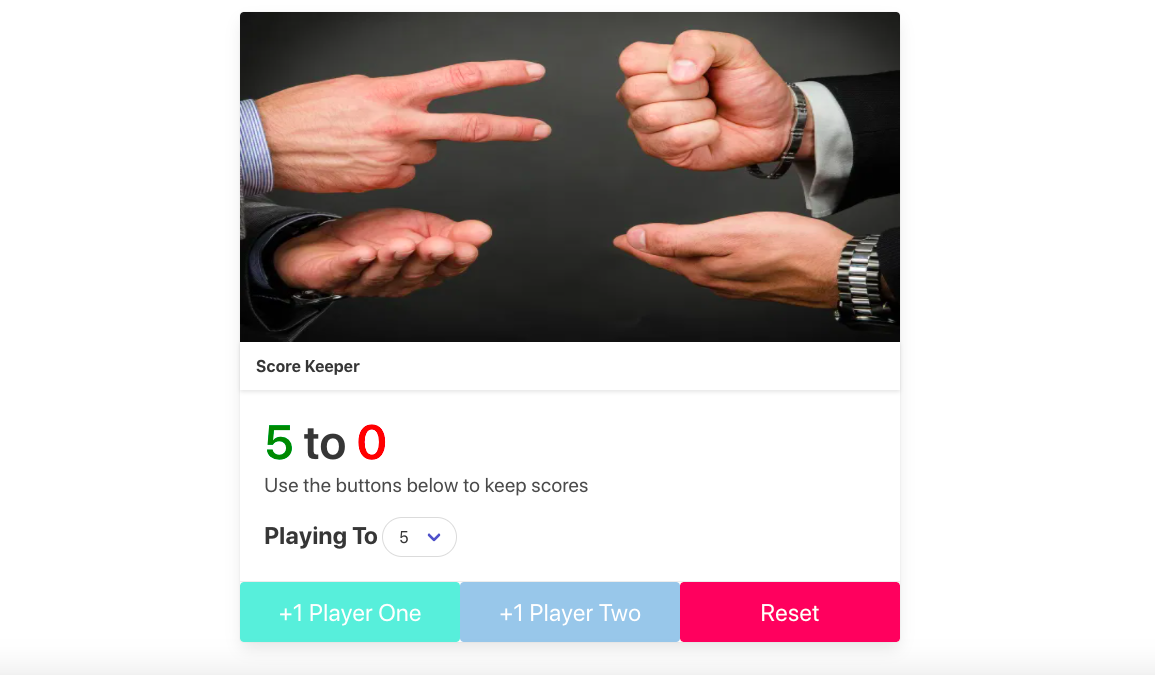 Score Keeper
5 to 0
Use the buttons below to keep scores
Playing To 5
+1 Player One +1 Player Two Reset